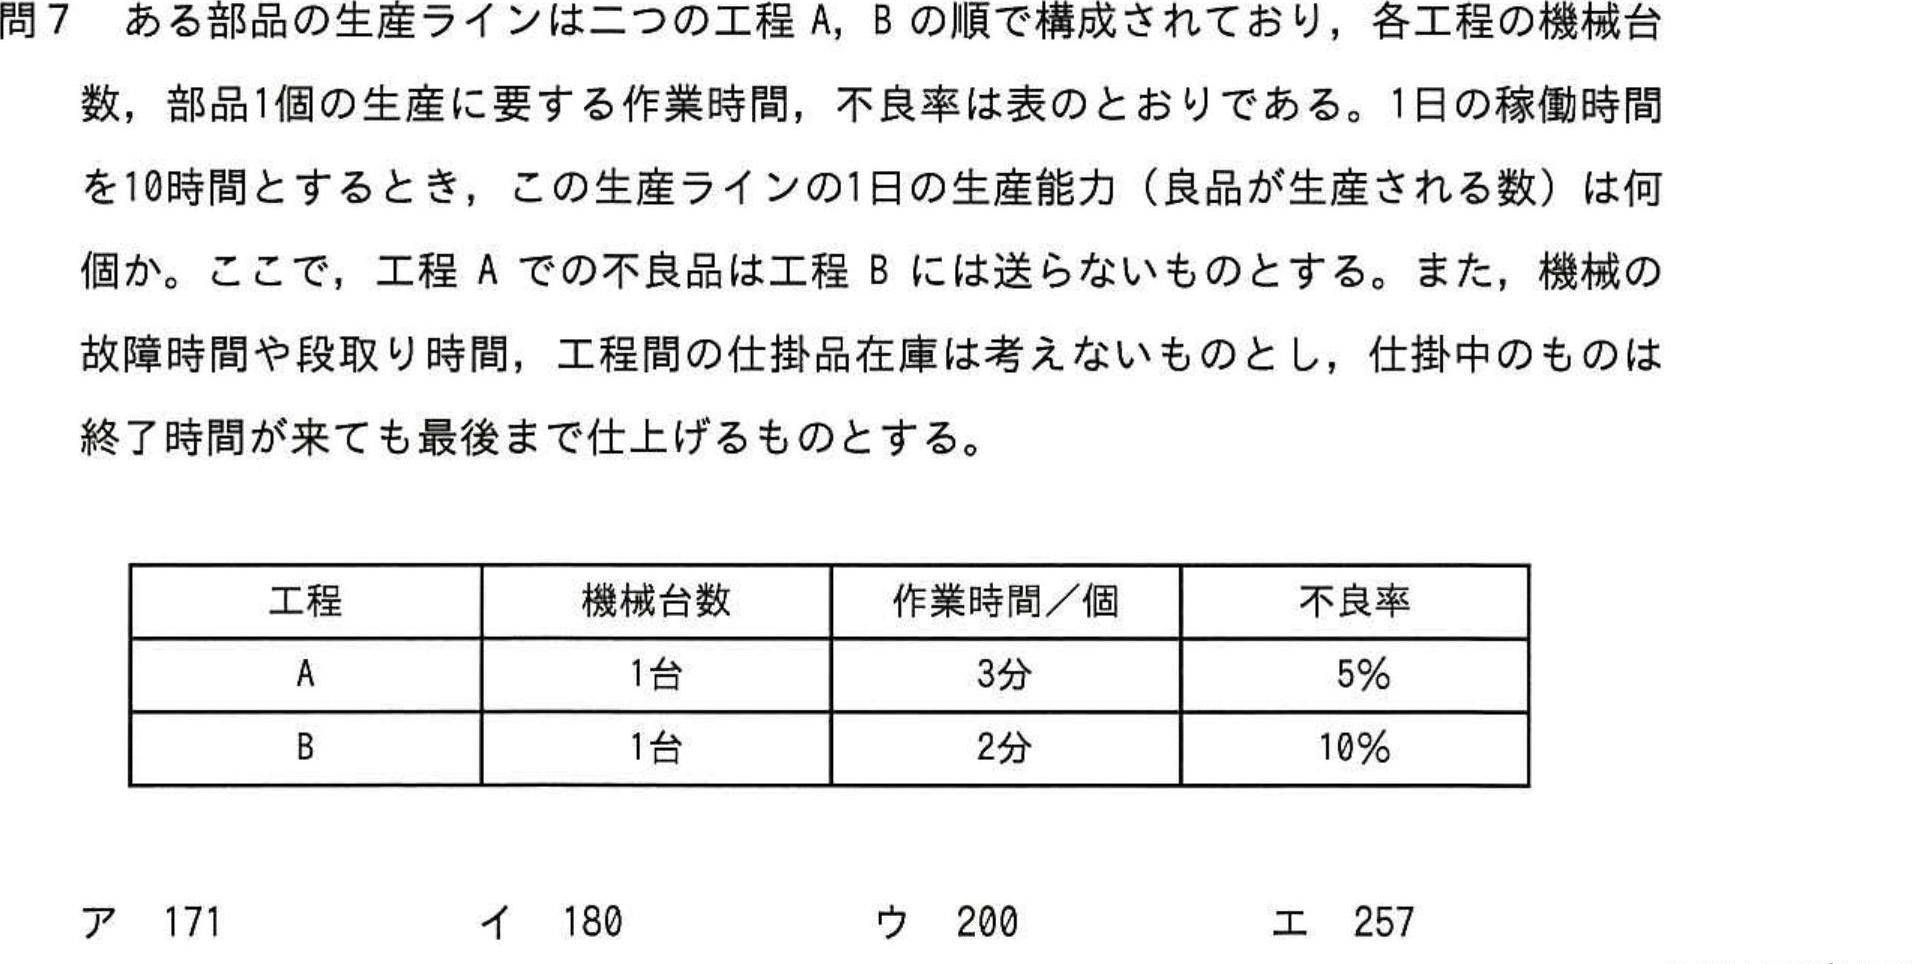 問7 ある部品の生産ラインは二つの工程 A，B の順で構成されており，各工程の機械台
数，部品1個の生産に要する作業時間，不良率は表のとおりである。1日の稼働時間
を10時間とするとき，この生産ラインの1日の生産能力（良品が生産される数）は何
個か。ここで，工程 A での不良品は工程 B には送らないものとする。また，機械の
故障時間や段取り時間，工程間の仕掛品在庫は考えないものとし，仕掛中のものは
終了時間が来ても最後まで仕上げるものとする。
工程 機械台数 作業時間／個 不良率
A 1台 3分 5%
B 1台 2分 10%
ア 171 イ 180 ウ 200 エ 257